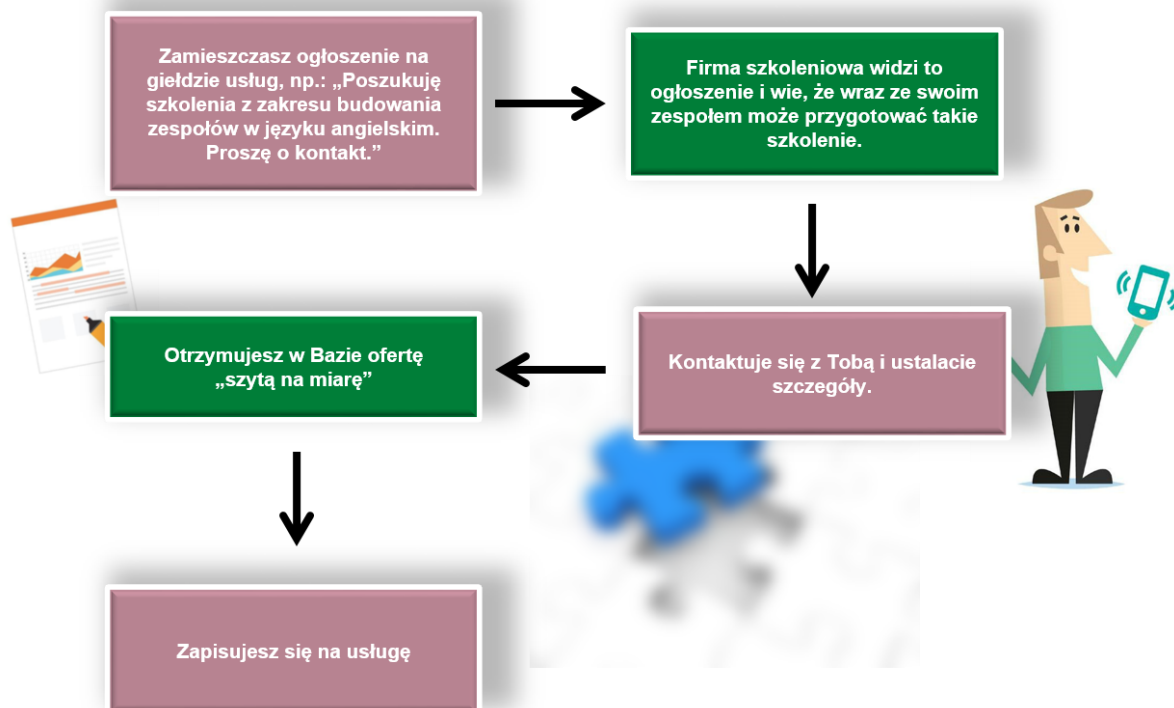 Zamieszczasz ogłoszenie na
giełdzie usług, np.: „Poszukuję
szkolenia z zakresu budowania
zespołów w języku angielskim.
Proszę o kontakt.”
Firma szkoleniowa widzi to
ogłoszenie i wie, że wraz ze swoim
zespołem może przygotować takie
szkolenie.
Kontaktuje się z Tobą i ustalacie
szczegóły.
Otrzymujesz w Bazie ofertę
„szytą na miarę”
Zapisujesz się na usługę